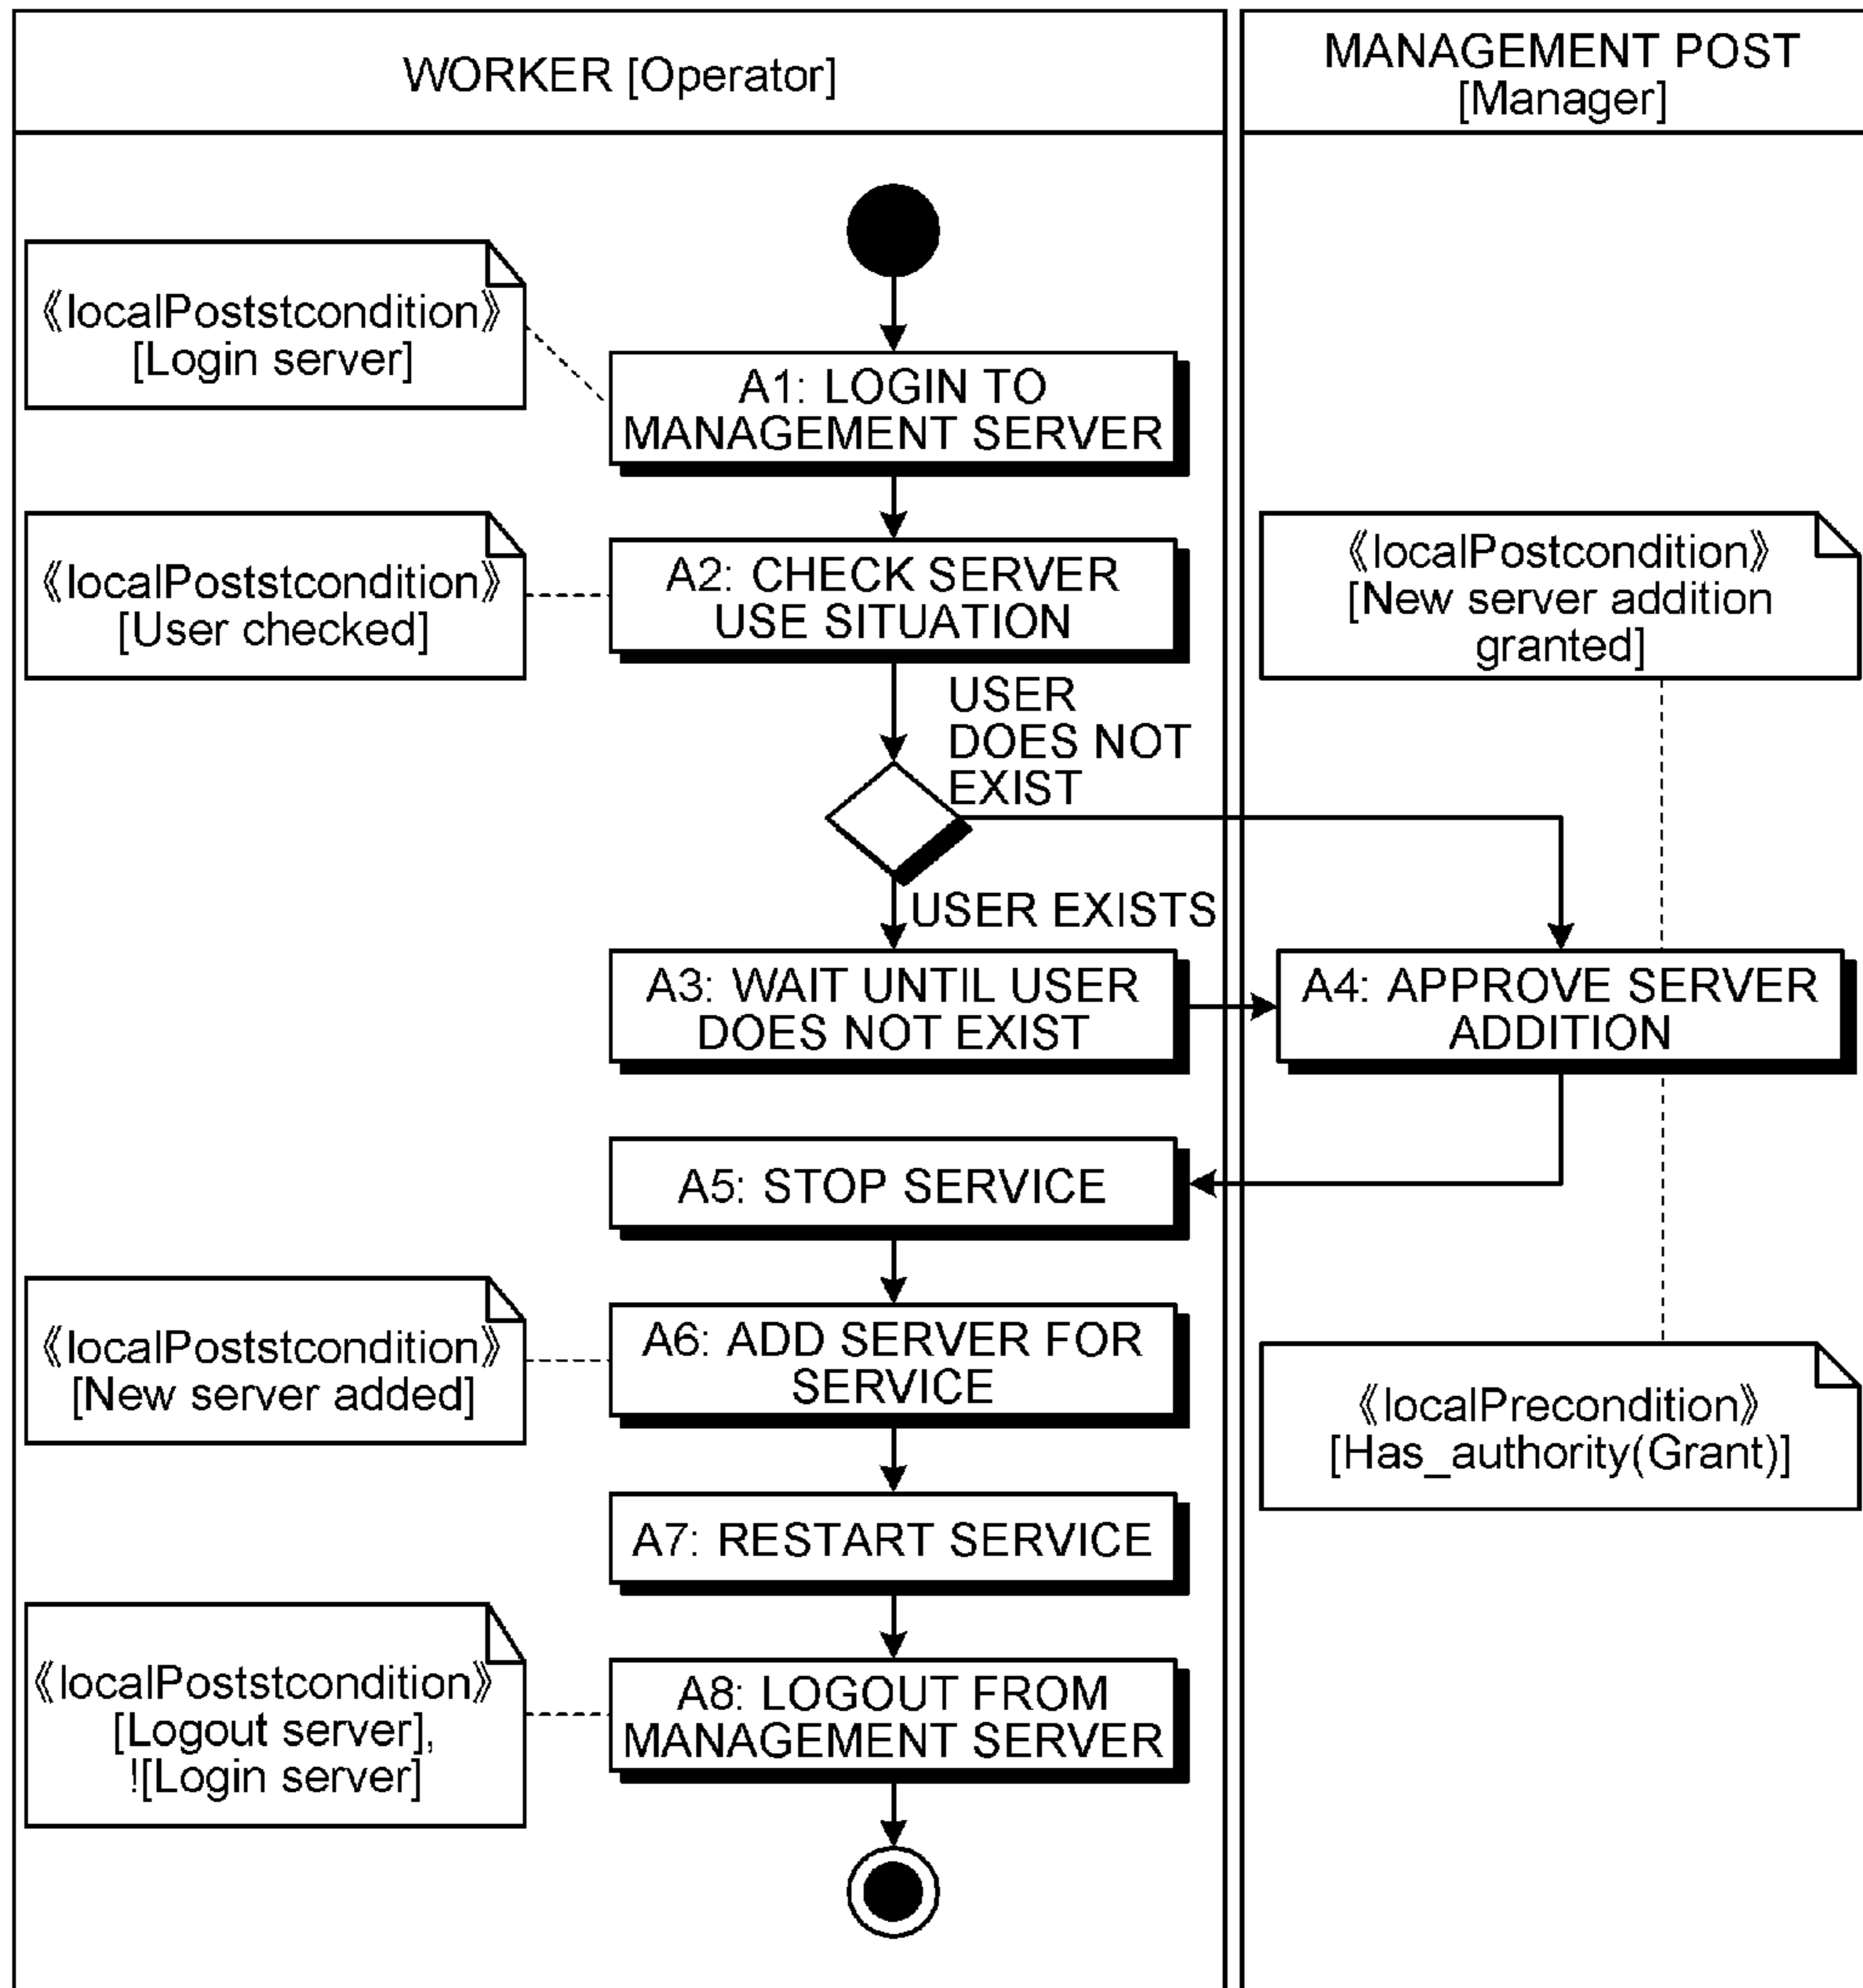 WORKER [Operator]
MANAGEMENT POST
[Manager]
《localPoststcondition》
[Login server]
A1: LOGIN TO
MANAGEMENT SERVER
《localPoststcondition》
[User checked]
A2: CHECK SERVER
USE SITUATION
《localPostcondition》
[New server addition
granted]
USER
DOES NOT
EXIST
USER EXISTS
A3: WAIT UNTIL USER
DOES NOT EXIST
A4: APPROVE SERVER
ADDITION
A5: STOP SERVICE
《localPoststcondition》
[New server added]
A6: ADD SERVER FOR
SERVICE
《localPrecondition》
[Has_authority(Grant)]
A7: RESTART SERVICE
《localPoststcondition》
[Logout server],
![Login server]
A8: LOGOUT FROM
MANAGEMENT SERVER